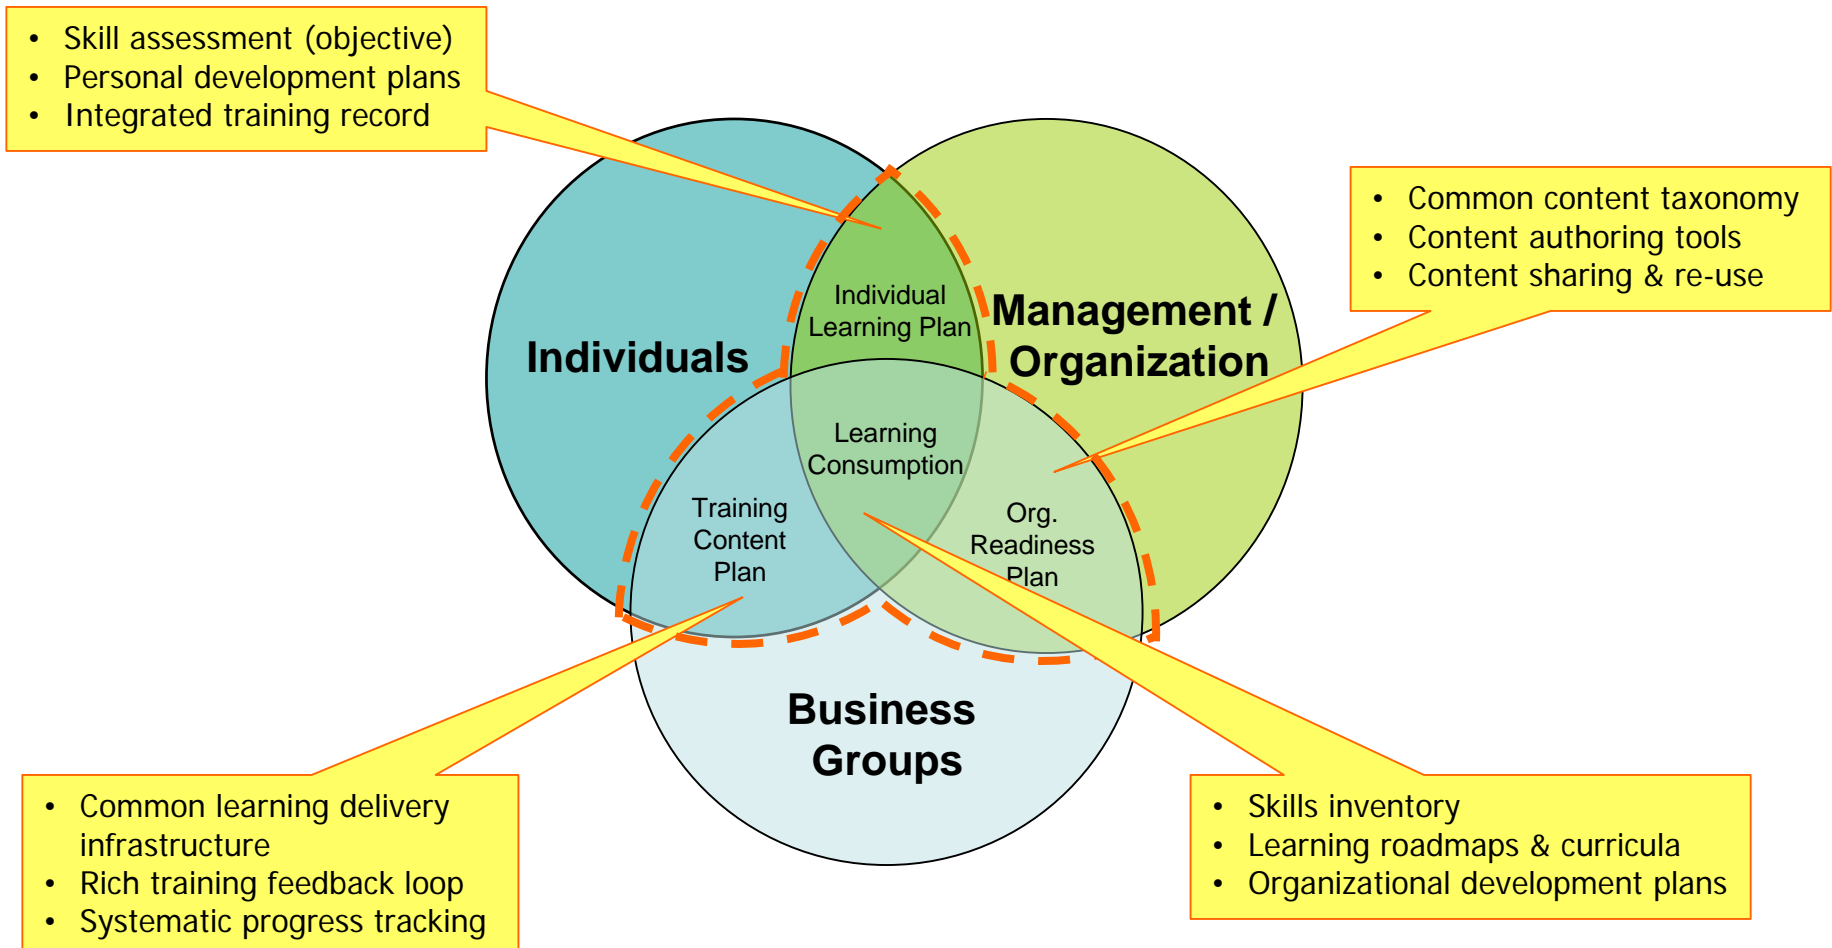 • Skill assessment (objective)
• Personal development plans
• Integrated training record
• Common content taxonomy
• Content authoring tools
• Content sharing & re-use
Individual
Learning Plan
Management /
Organization
Individuals
Learning
Consumption
Training
Content
Plan
Org.
Readiness
Plan
Business
Groups
• Common learning delivery
infrastructure
• Rich training feedback loop
• Systematic progress tracking
• Skills inventory
• Learning roadmaps & curricula
• Organizational development plans